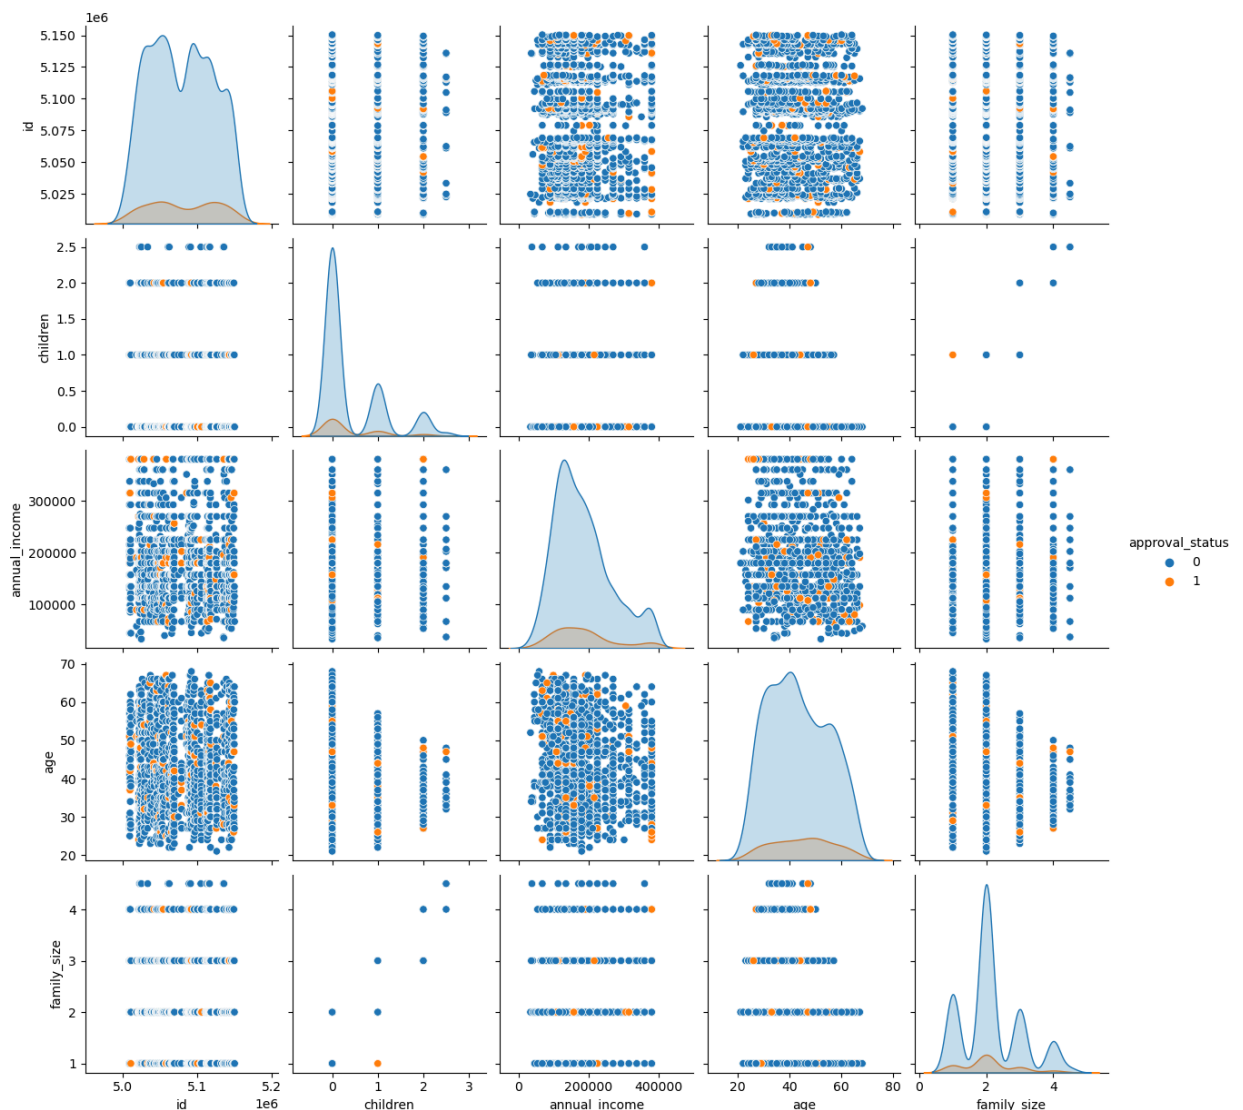 1e6
5.150
5.125
5.100
5.075
5.050
5.025
id
2.5
2.0
1.5
1.0
0.5
0.0
children
300000
200000
100000
annual_income
approval_status
0
1
70
60
50
40
30
20
age
4
3
2
1
family_size
5.0 5.1 5.2
1e6
id
0 1 2 3
children
0 200000 400000
annual_income
20 40 60 80
age
0 2 4
family_size